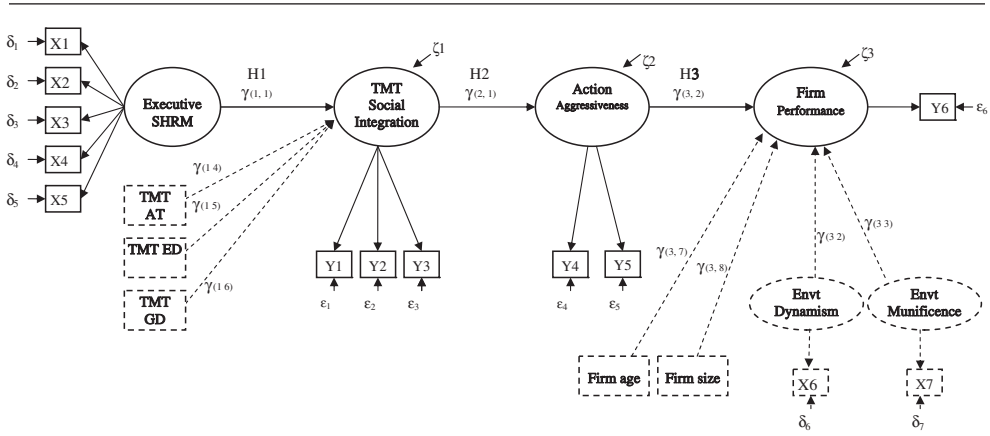 δ1 X1
δ2 X2
δ3 X3
δ4 X4
δ5 X5
Executive
SHRM
H1
γ(1, 1)
ζ1
TMT
Social
Integration
H2
γ(2, 1)
ζ2
Action
Aggressiveness
H3
γ(3, 2)
ζ3
Firm
Performance
Y6 ε6
TMT
AT
TMT ED
TMT
GD
γ(1 4)
γ(1 5)
γ(1 6)
Y1 Y2 Y3
ε1 ε2 ε3
Y4 Y5
ε4 ε5
γ(3, 7)
γ(3, 8)
γ(3 2)
γ(3 3)
Firm age
Firm size
Envt
Dynamism
Envt
Munificence
X6 X7
δ6 δ7